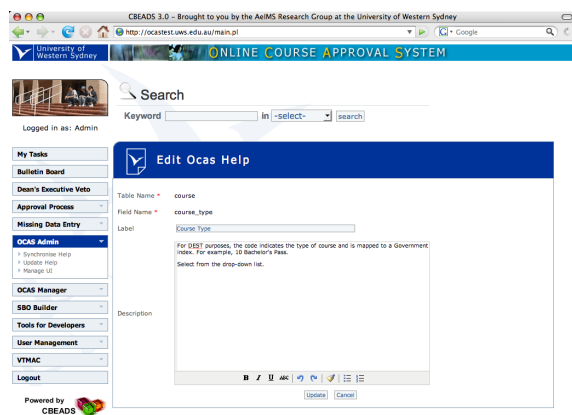 CBEADS 3.0 – Brought to you by the AeIMS Research Group at the University of Western Sydney
http://ocastest.uws.edu.au/main.pl
Google
University of
Western Sydney
ONLINE COURSE APPROVAL SYSTEM
Search
Keyword in -select- search
Logged in as: Admin
My Tasks
Bulletin Board
Dean's Executive Veto
Approval Process
Missing Data Entry
OCAS Admin
Synchronise Help
Update Help
Manage UI
OCAS Manager
SBO Builder
Tools for Developers
User Management
VTMAC
Logout
Powered by
CBEADS
Edit Ocas Help
Table Name * course
Field Name * course_type
Label Course Type
For DEST purposes, the code indicates the type of course and is mapped to a Government
index. For example, 10 Bachelor's Pass.
Select from the drop-down list.
Description
B I U ABC
Update Cancel